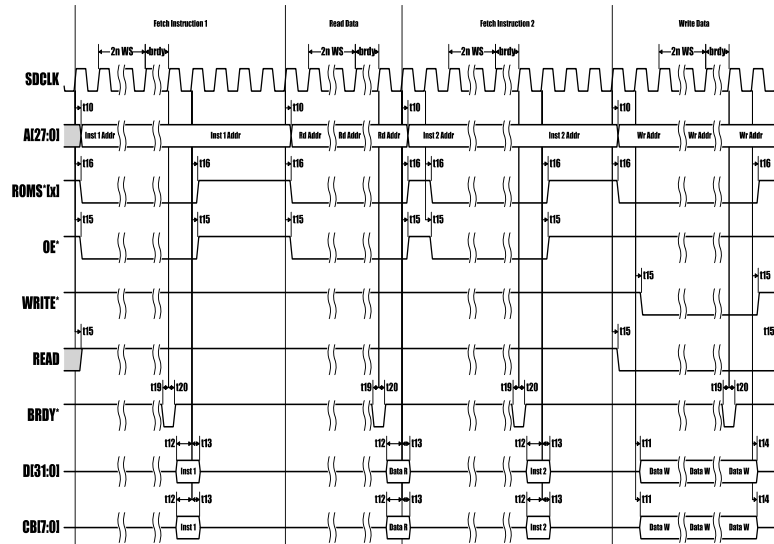 Fetch Instruction 1 Read Data Fetch Instruction 2 Write Data
2n WS brdy 2n WS brdy 2n WS brdy 2n WS brdy
SDCLK
t10 t10 t10 t10
A[27:0] Inst 1 Addr Inst 1 Addr Rd Addr Rd Addr Rd Addr Inst 2 Addr Inst 2 Addr Wr Addr Wr Addr Wr Addr
t16 t16 t16 t16 t16 t16 t16 t16
ROMS*[x]
t15 t15 t15 t15 t15 t15
OE*
t15 t15
WRITE*
t15 t15 t15
READ
t19 t20 t19 t20 t19 t20 t19 t20
BRDY*
t12 t13 t12 t13 t12 t13 t11 t14
D[31:0] Inst 1 Data R Inst 2 Data W Data W Data W
t12 t13 t12 t13 t12 t13 t11 t14
CB[7:0] Inst 1 Data R Inst 2 Data W Data W Data W